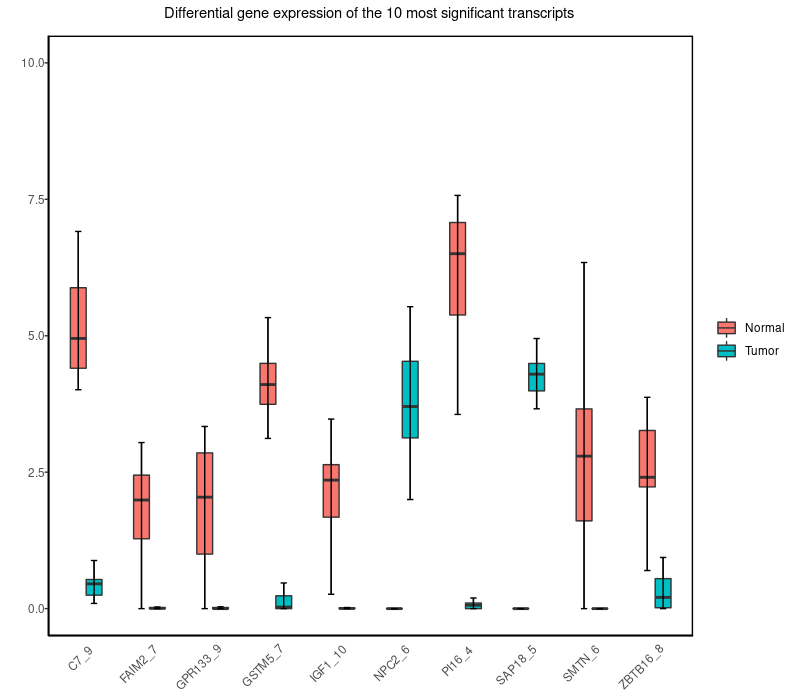 Differential gene expression of the 10 most significant transcripts
10.0
7.5
5.0
2.5
0.0
C7_9
FAIM2_7
GPR133_9
GSTM5_7
IGF1_10
NPC2_6
PI16_4
SAP18_5
SMTN_6
ZBTB16_8
Normal
Tumor